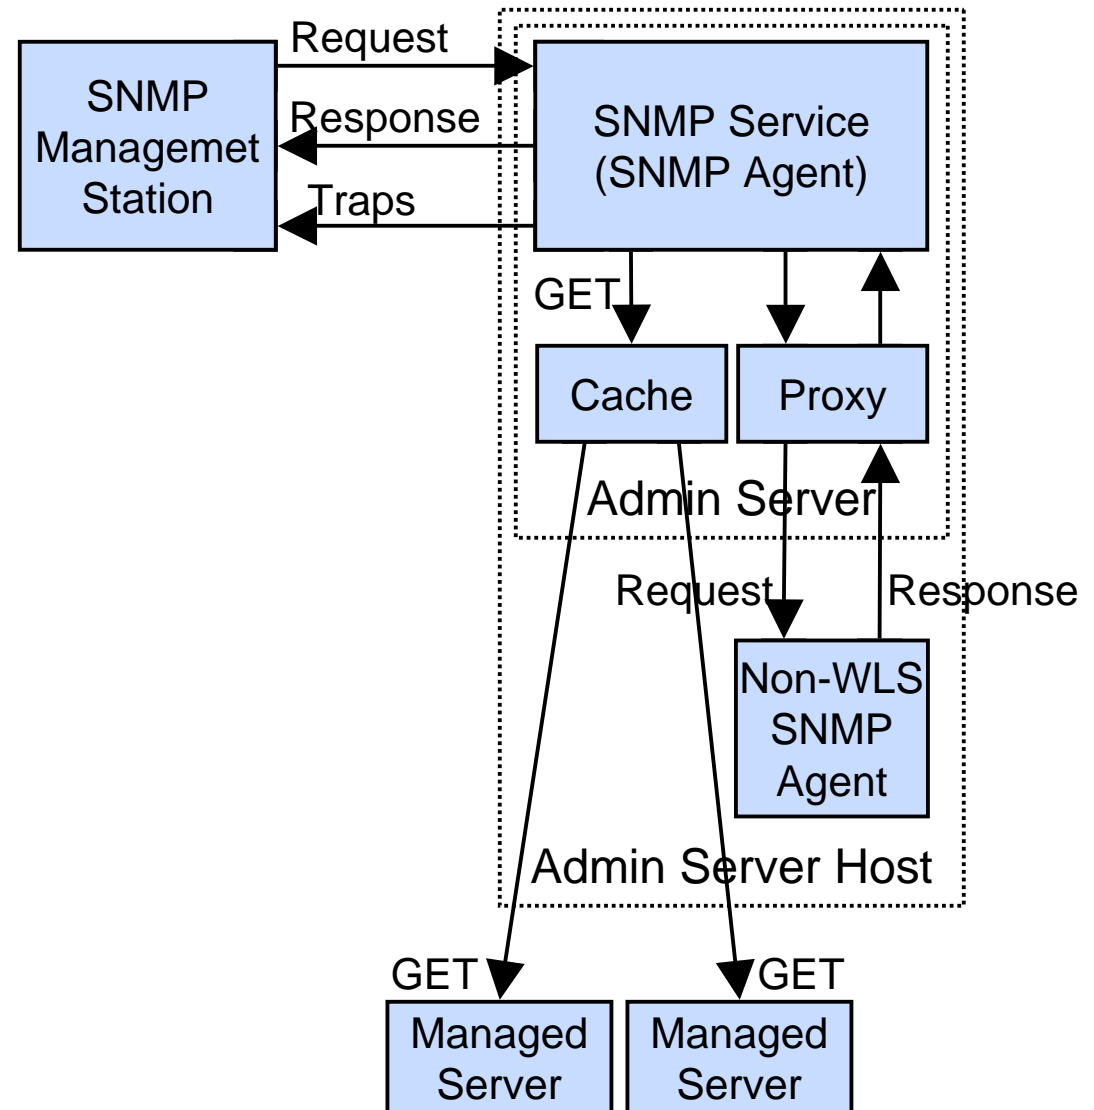 Request
SNMP
Managemet
Station
Response
Traps
SNMP Service
(SNMP Agent)
GET
Cache
Proxy
Admin Server
Request
Response
Non-WLS
SNMP
Agent
Admin Server Host
GET
GET
Managed
Server
Managed
Server